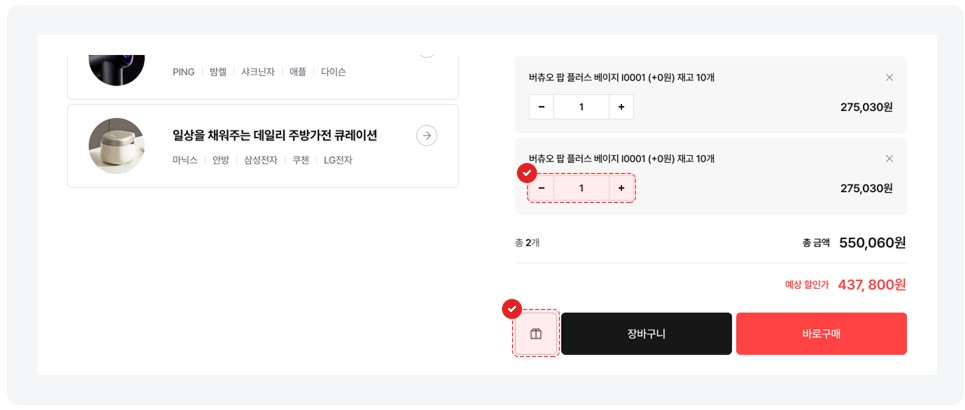 PING 밤켈 샤크닌자 애플 다이슨
일상을 채워주는 데일리 주방가전 큐레이션
마닉스 안방 삼성전자 쿠첸 LG전자
버츄오 팝 플러스 베이지 I0001 (+0원) 재고 10개
- 1 +
275,030원
버츄오 팝 플러스 베이지 I0001 (+0원) 재고 10개
- 1 +
275,030원
총 2개
총 금액 550,060원
예상 할인가 437, 800원
장바구니
바로구매